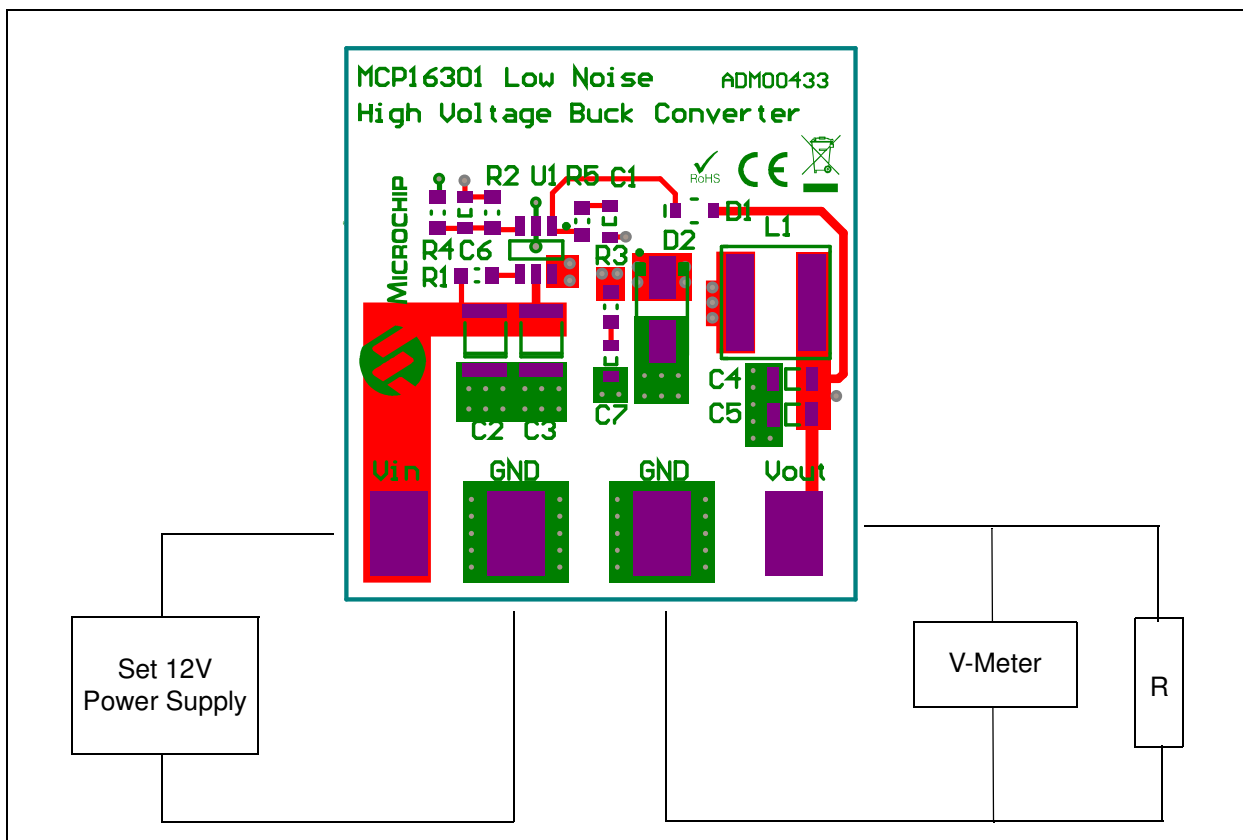 MCP16301 Low Noise ADM00433
High Voltage Buck Converter
RoHS CE
R2 U1 R5 C1
D1
L1
MICROCHIP
R4 C6
R3
D2
R1
C4
C5
C2 C3
C7
Vin GND GND Vout
Set 12V
Power Supply
V-Meter
R